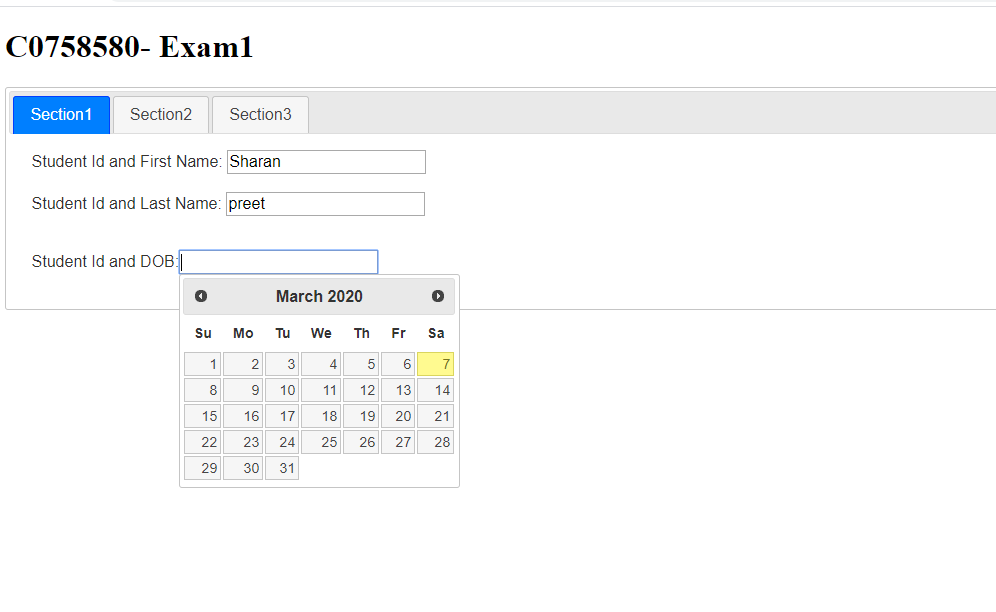 C0758580- Exam1
Section1 Section2 Section3
Student Id and First Name: Sharan
Student Id and Last Name: preet
Student Id and DOB:
March 2020
Su Mo Tu We Th Fr Sa
1 2 3 4 5 6 7
8 9 10 11 12 13 14
15 16 17 18 19 20 21
22 23 24 25 26 27 28
29 30 31